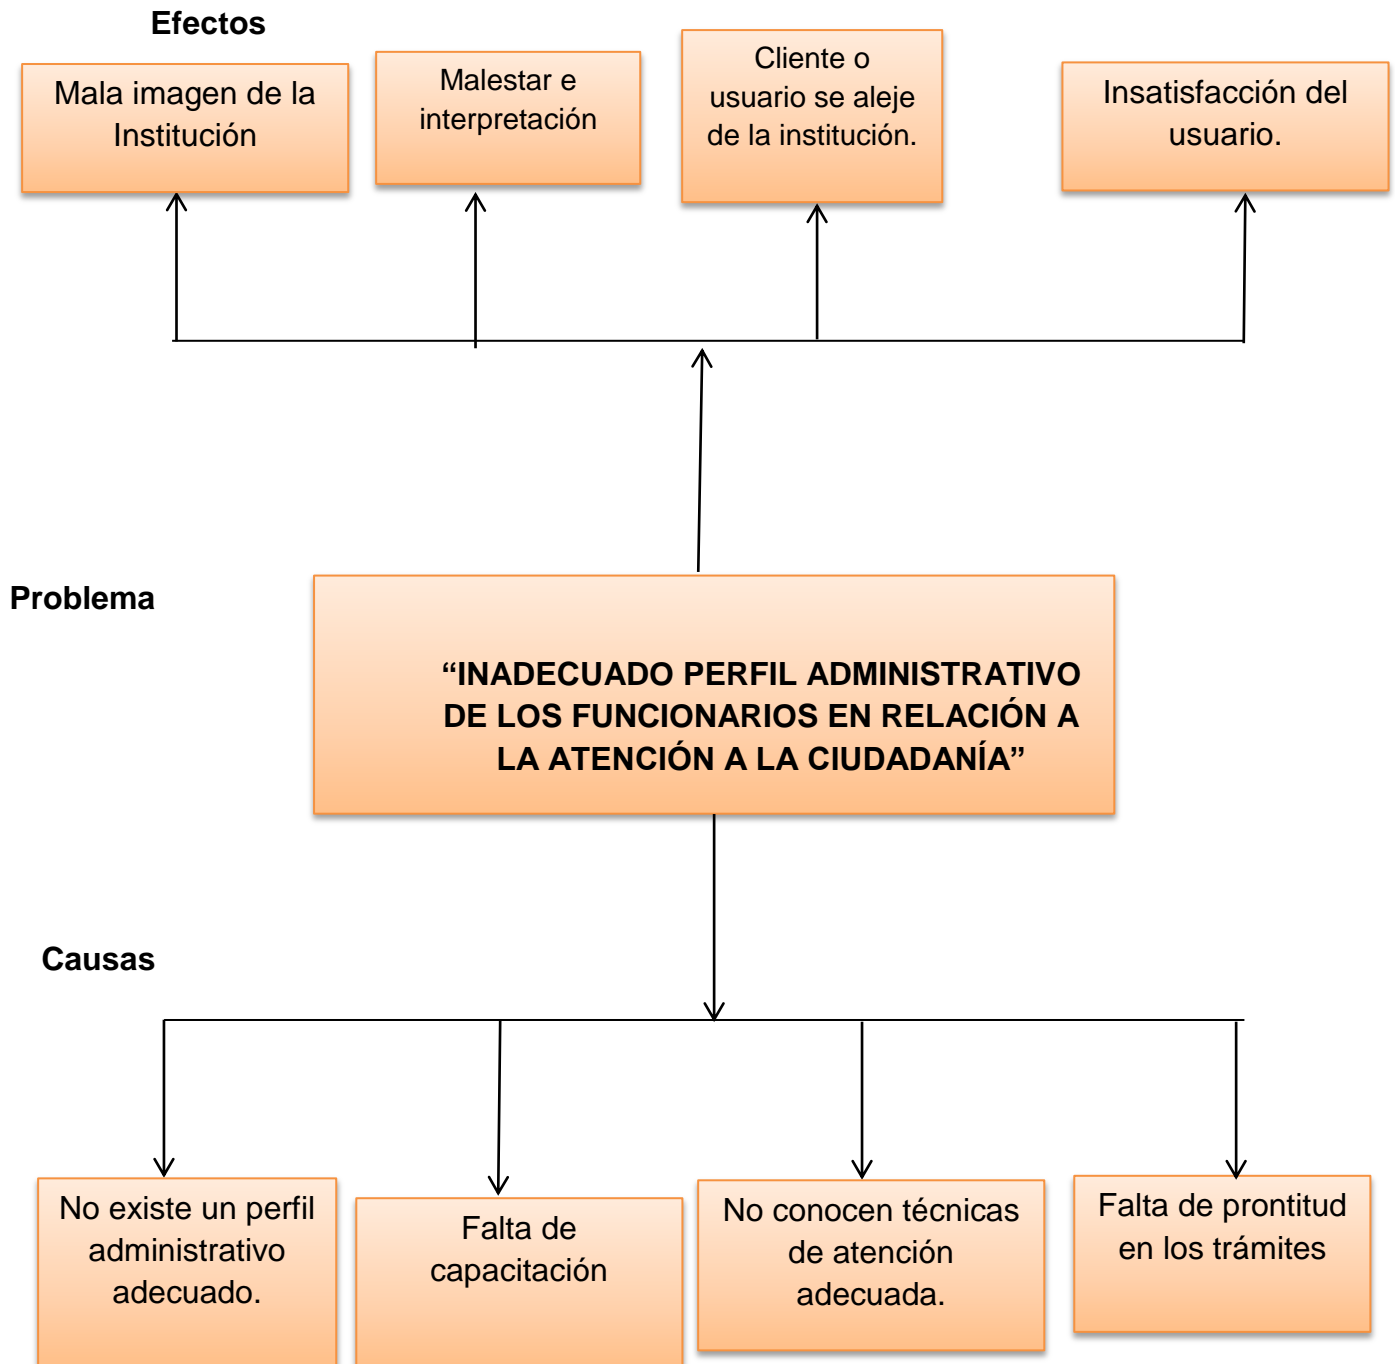 Efectos
Mala imagen de la
Institución
Malestar e
interpretación
Cliente o
usuario se aleje
de la institución.
Insatisfacción del
usuario.
Problema
“INADECUADO PERFIL ADMINISTRATIVO
DE LOS FUNCIONARIOS EN RELACIÓN A
LA ATENCIÓN A LA CIUDADANÍA”
Causas
No existe un perfil
administrativo
adecuado.
Falta de
capacitación
No conocen técnicas
de atención
adecuada.
Falta de prontitud
en los trámites